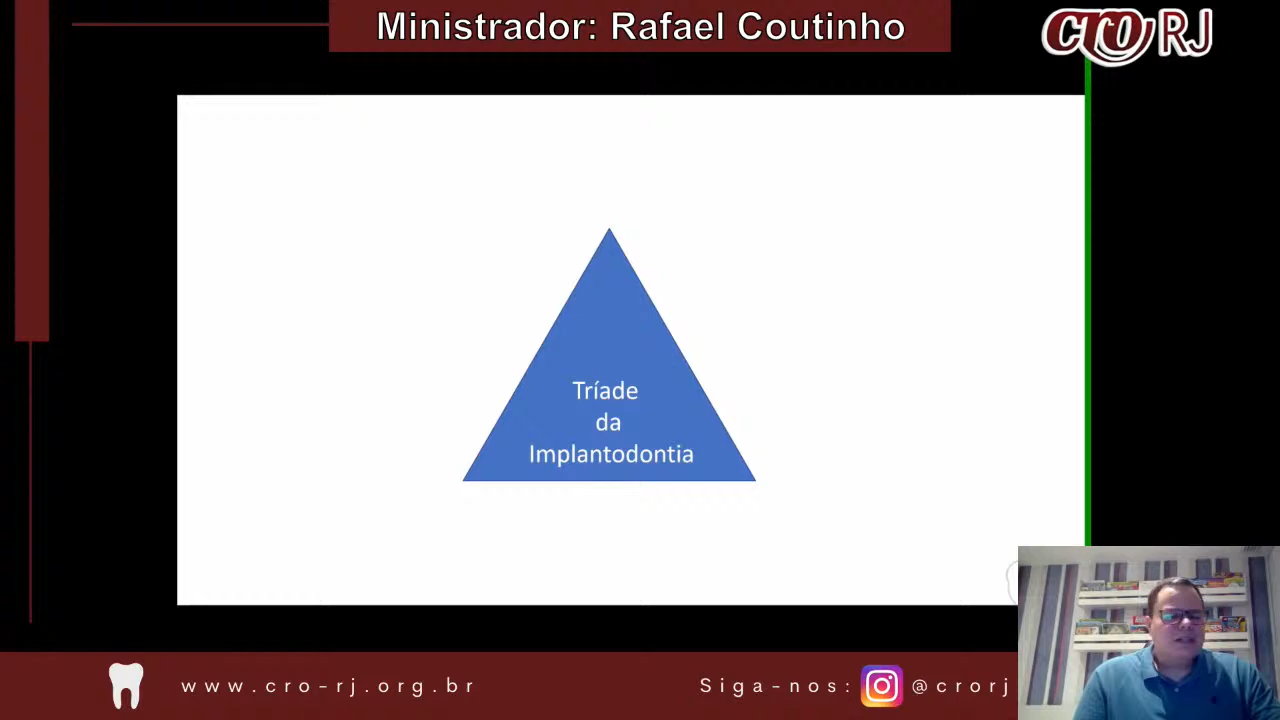 Ministrador: Rafael Coutinho
CRO RJ
Tríade
da
Implantodontia
www.cro-rj.org.br
Siga-nos: @crorj